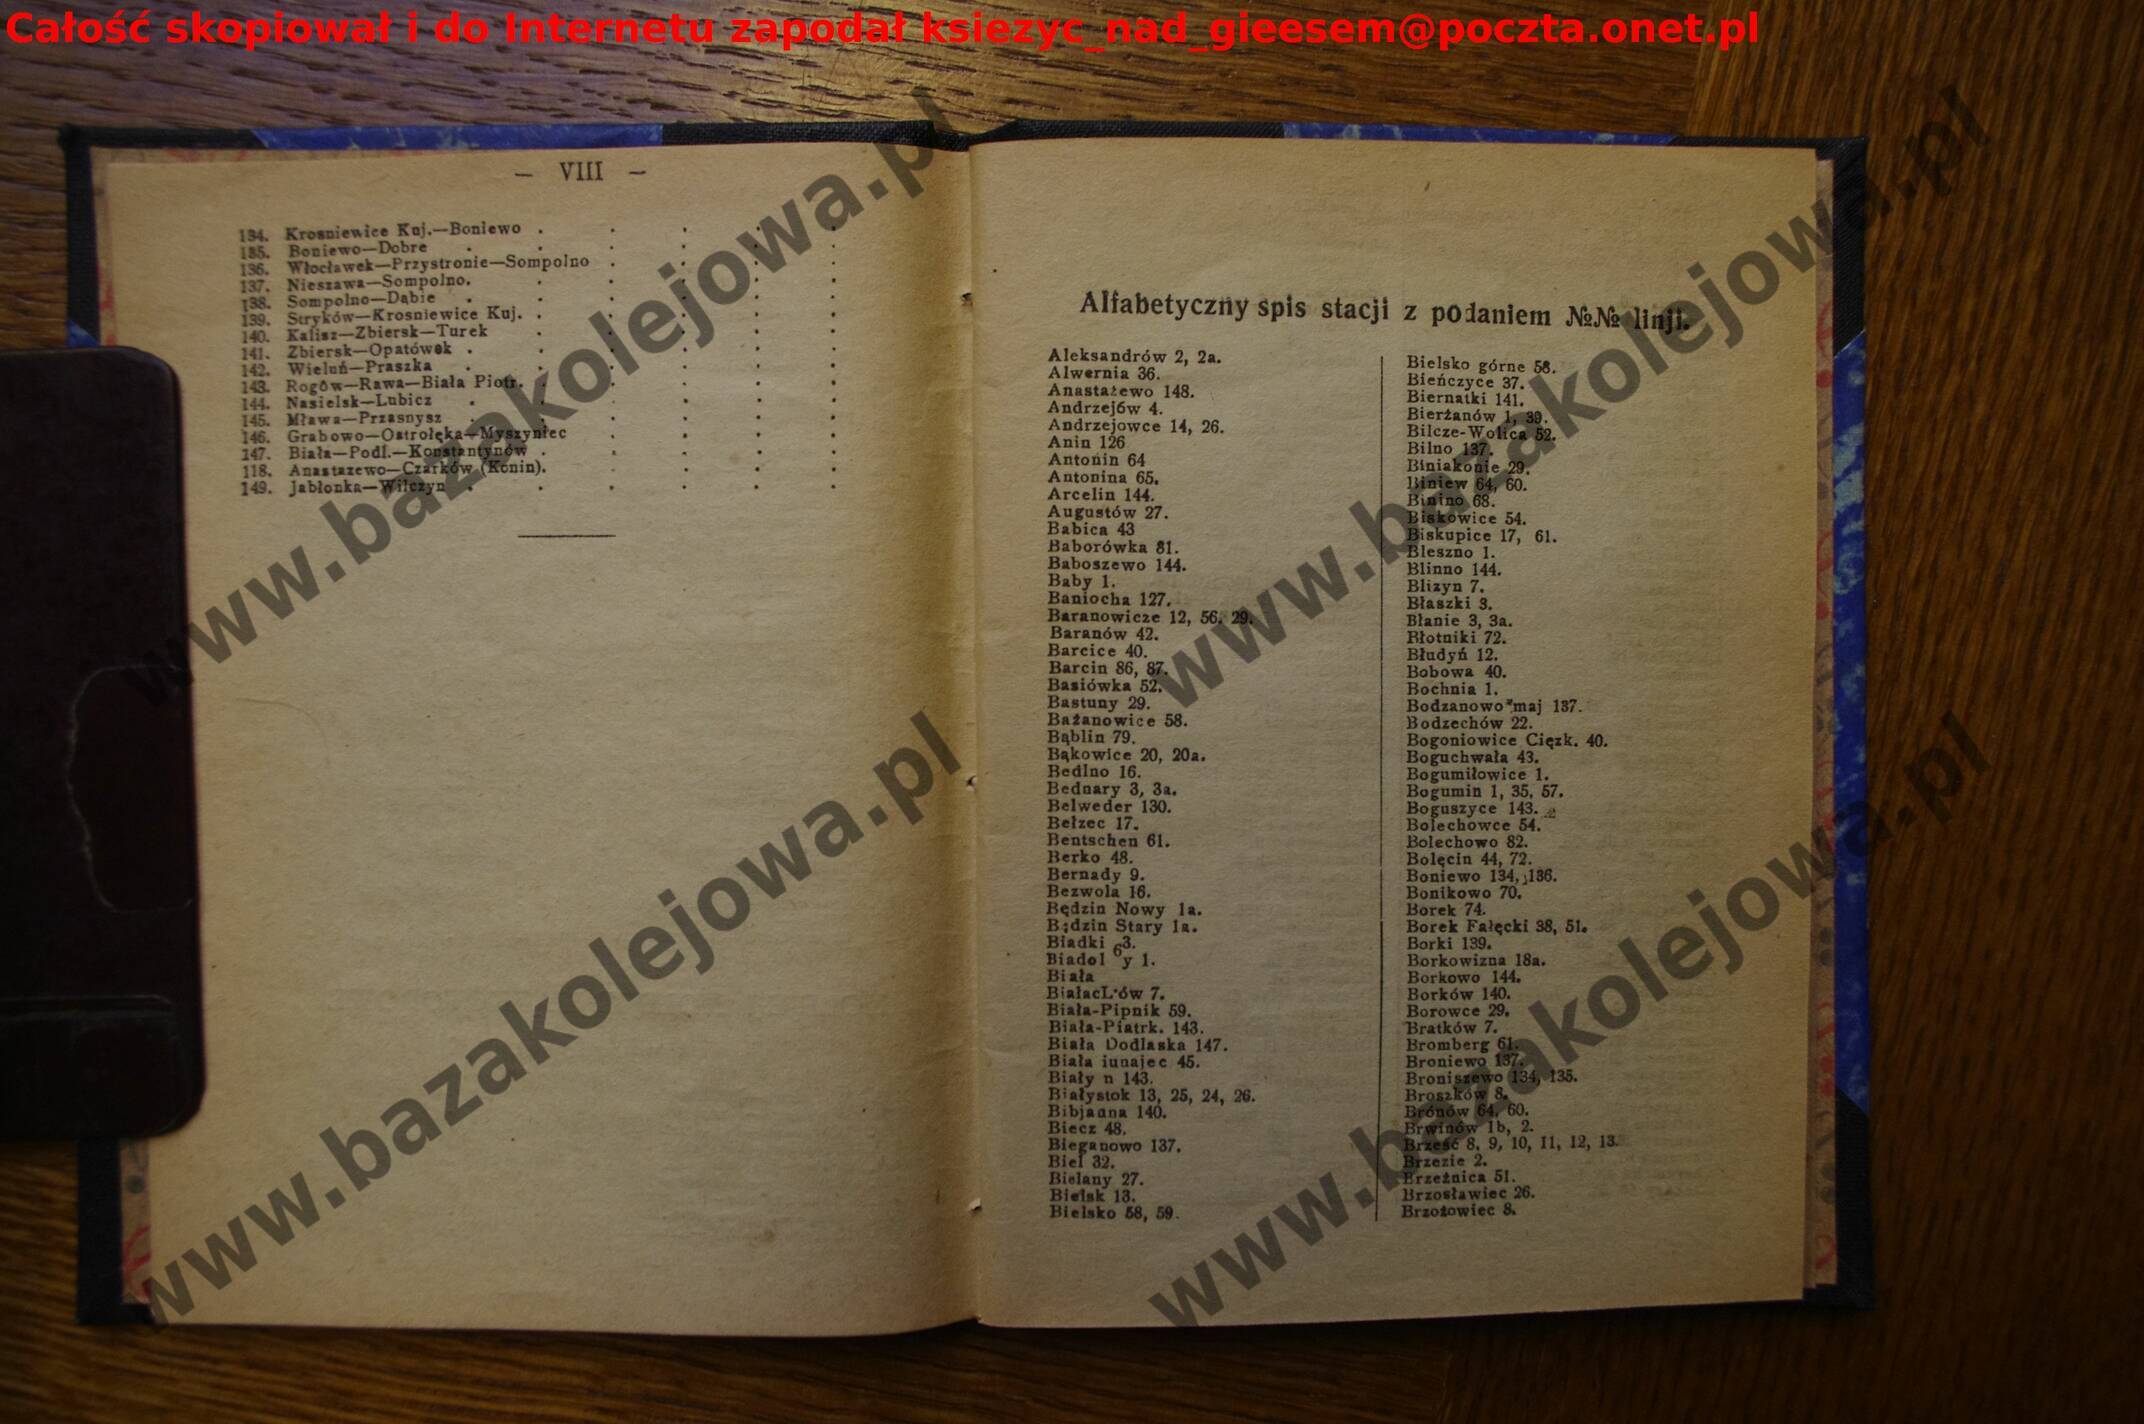 Całość skopiował i do Internetu zapodał ksiezyc_nad_gieesem@poczta.onet.pl
— VIII —
134. Krosniewice Kuj.—Boniewo
135. Boniewo—Dobre
136. Włocławek—Przystronie—Sompolno
137. Nieszawa—Sompolno.
138. Sompolno—Dąbie
139. Stryków—Krosniewice Kuj.
140. Kalisz—Zbiersk—Turek
141. Zbiersk—Opatówek
142. Wieluń—Praszka
143. Rogów—Rawa—Biała Piotr.
144. Nasielsk—Lubicz
145. Mława—Przasnysz
146. Grabowo—Ostrołęka—Myszyniec
147. Biała—Podl.—Konstantynów
118. Anastazewo—Czarków (Konin).
149. Jabłonka—Wilczyn
Alfabetyczny spis stacji z podaniem №№ linji.
Aleksandrów 2, 2a.
Alwernia 36.
Anastażewo 148.
Andrzejów 4.
Andrzejowce 14, 26.
Anin 126
Antonin 64
Antonina 65.
Arcelin 144.
Augustów 27.
Babica 43
Baborówka 81.
Baboszewo 144.
Baby 1.
Baniocha 127.
Baranowicze 12, 56, 29.
Baranów 42.
Barcice 40.
Barcin 86, 87.
Basiówka 52.
Bastuny 29.
Bażanowice 58.
Bąblin 79.
Bąkowice 20, 20a.
Bedlno 16.
Bednary 3, 3a.
Belweder 130.
Bełzec 17.
Bentschen 61.
Berko 48.
Bernady 9.
Bezwola 16.
Będzin Nowy 1a.
B;dzin Stary 1a.
Biadki 63.
Biadol y 1.
Biała
BiałacL·ów 7.
Biała-Pipnik 59.
Biała-Piatrk. 143.
Biała Dodlaska 147.
Biała iunajec 45.
Biały n 143.
Białystok 13, 25, 24, 26.
Bibjanna 140.
Biecz 48.
Bieganowo 137.
Biel 32.
Bielany 27.
Bielsk 13.
Bielsko 58, 59.
Bielsko górne 58.
Bieńczyce 37.
Biernatki 141.
Bierżanów 1, 39.
Bilcze-Wolica 52.
Bilno 137.
Biniakonie 29.
Biniew 64, 60.
Binino 68.
Biskowice 54.
Biskupice 17, 61.
Bleszno 1.
Blinno 144.
Blizyn 7.
Błaszki 3.
Błanie 3, 3a.
Błotniki 72.
Błudyń 12.
Bobowa 40.
Bochnia 1.
Bodzanowo maj 137.
Bodzechów 22.
Bogoniowice Cięzk. 40.
Boguchwała 43.
Bogumiłowice 1.
Bogumin 1, 35, 57.
Boguszyce 143.
Bolechowce 54.
Bolechowo 82.
Bolęcin 44, 72.
Boniewo 134, 136.
Bonikowo 70.
Borek 74.
Borek Fałęcki 38, 51.
Borki 139.
Borkowizna 18a.
Borkowo 144.
Borków 140.
Borowce 29.
Bratków 7.
Bromberg 61.
Broniewo 137.
Broniszewo 134, 135.
Broszków 8.
Brónów 64, 60.
Brwinów 1b, 2.
Brześć 8, 9, 10, 11, 12, 13.
Brzezie 2.
Brzeżnica 51.
Brzosławiec 26.
Brzożowiec 8.
www.bazakolejowa.pl
www.bazakolejowa.pl
www.bazakolejowa.pl
www.bazakolejowa.pl